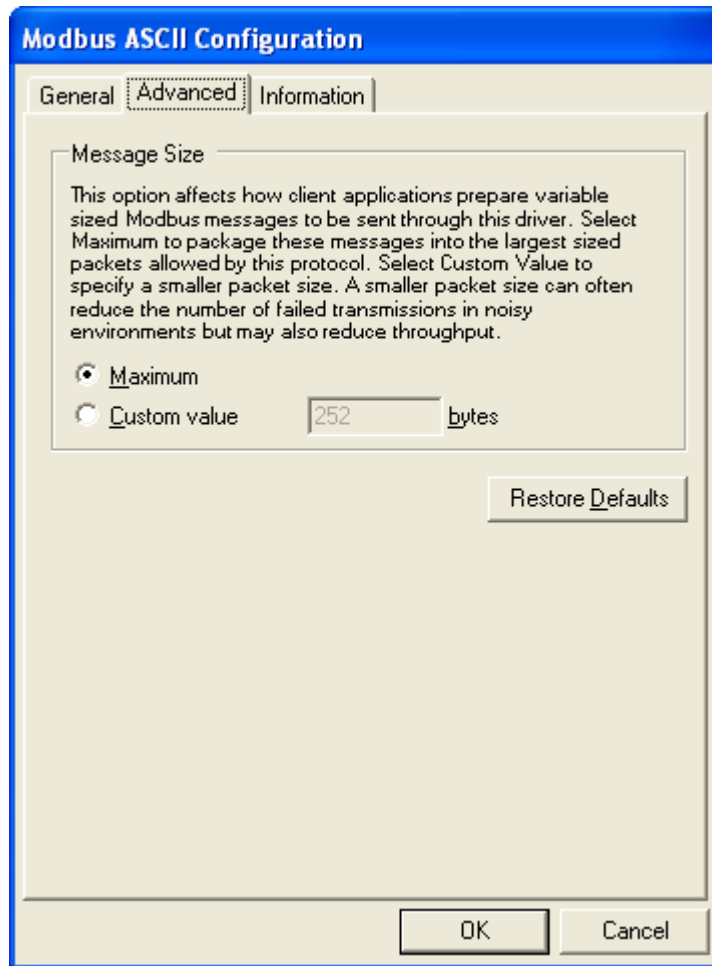 Modbus ASCII Configuration
General Advanced Information
Message Size
This option affects how client applications prepare variable
sized Modbus messages to be sent through this driver. Select
Maximum to package these messages into the largest sized
packets allowed by this protocol. Select Custom Value to
specify a smaller packet size. A smaller packet size can often
reduce the number of failed transmissions in noisy
environments but may also reduce throughput.
Maximum
Custom value 252 bytes
Restore Defaults
OK Cancel